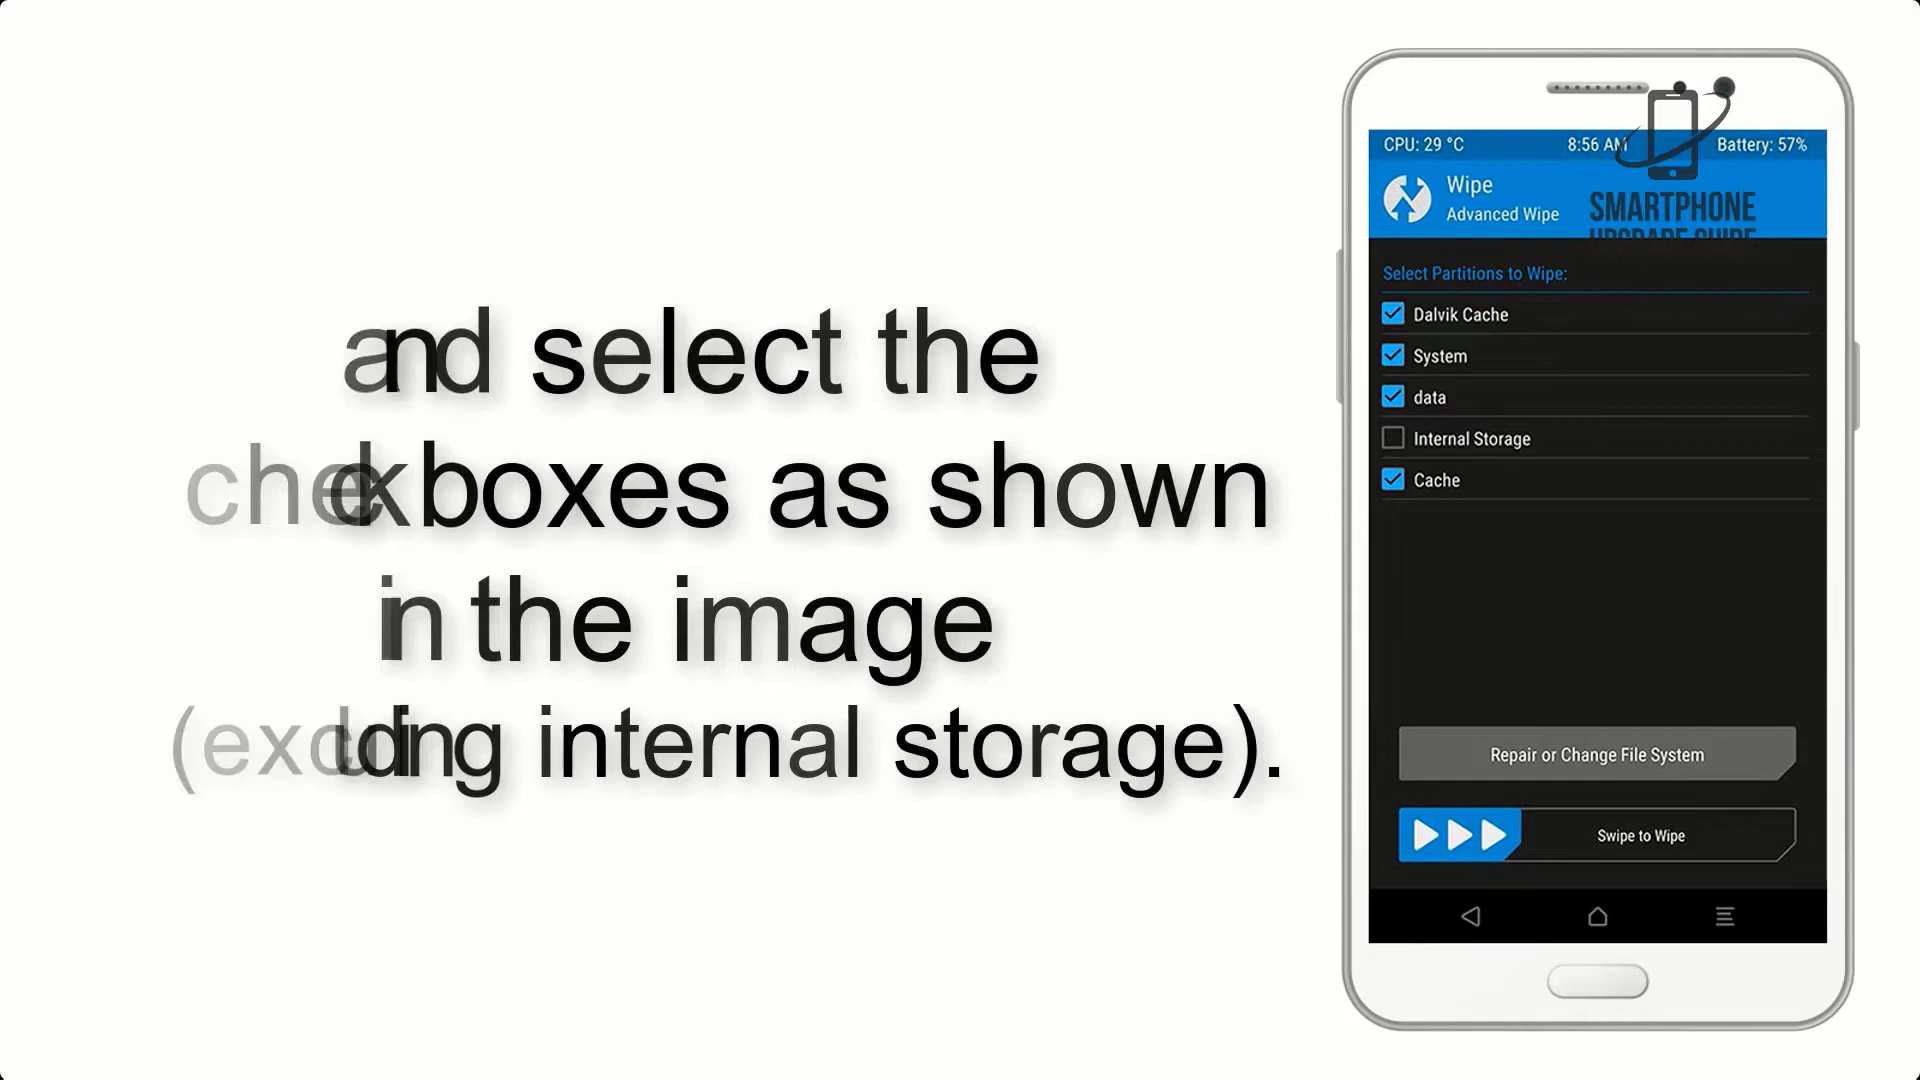 and select the
checkboxes as shown
in the image
(excluding internal storage).
CPU: 29 °C 8:56 AM Battery: 57%
Wipe
Advanced Wipe
SMARTPHONE
UPGRADE GUIDE
Select Partitions to Wipe:
Dalvik Cache
System
data
Internal Storage
Cache
Repair or Change File System
Swipe to Wipe